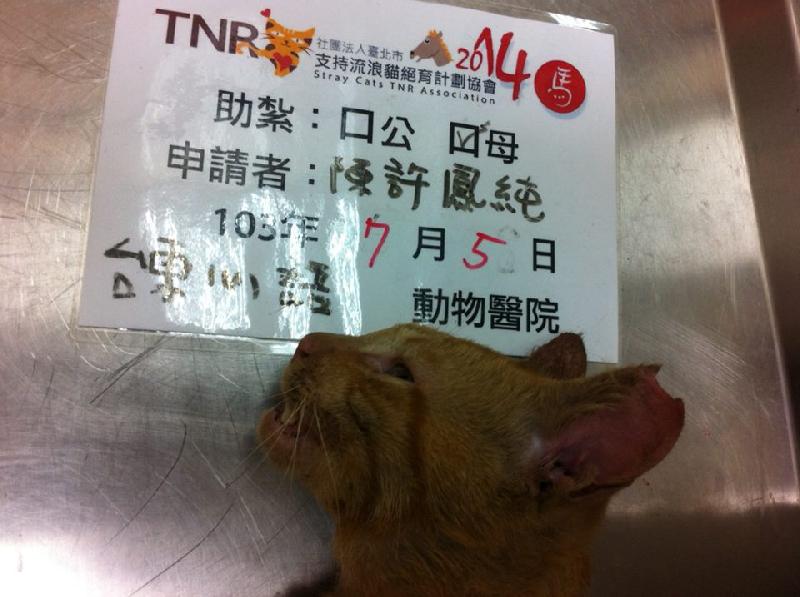 TNR 社團法人臺北市 2014 馬
支持流浪貓絕育計劃協會
Stray Cats TNR Association
助紮：口公 ☑母
申請者：陳許鳳純
103年 7 月 5 日
動物醫院